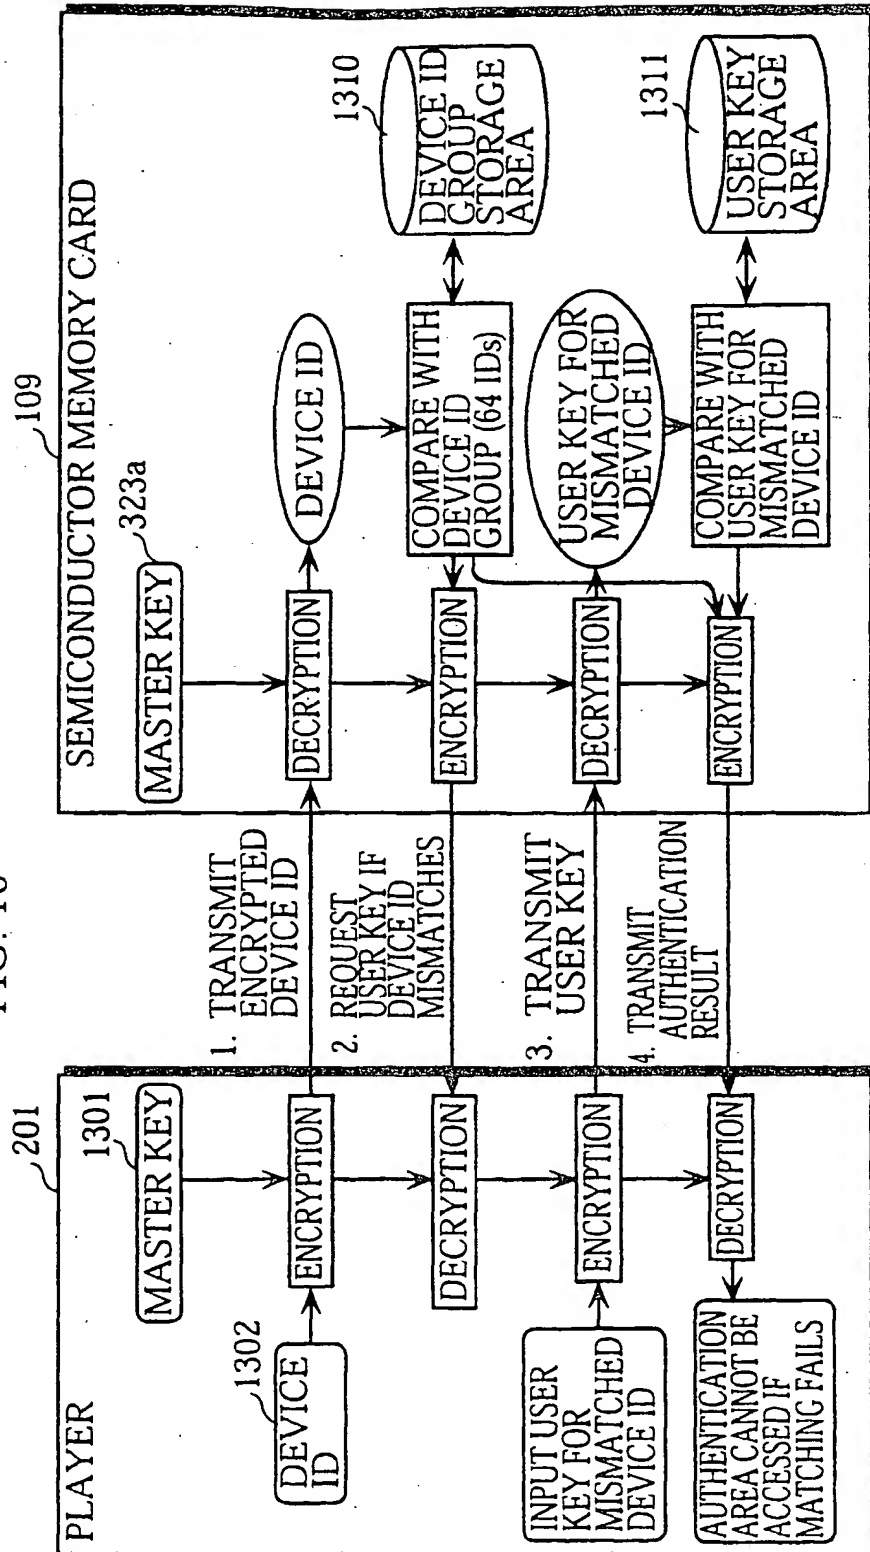 FIG. 16
201
PLAYER
1301
MASTER KEY
1302
DEVICE
ID
ENCRYPTION
DECRYPTION
INPUT USER
KEY FOR
MISMATCHED
DEVICE ID
ENCRYPTION
AUTHENTICATION
AREA CANNOT BE
ACCESSED IF
MATCHING FAILS
DECRYPTION
1. TRANSMIT
ENCRYPTED
DEVICE ID
2. REQUEST
USER KEY IF
DEVICE ID
MISMATCHES
3. TRANSMIT
USER KEY
4. TRANSMIT
AUTHENTICATION
RESULT
109
SEMICONDUCTOR MEMORY CARD
323a
MASTER KEY
DECRYPTION
DEVICE ID
ENCRYPTION
COMPARE WITH
DEVICE ID
GROUP (64 IDs)
1310
DEVICE ID
GROUP
STORAGE
AREA
DECRYPTION
USER KEY FOR
MISMATCHED
DEVICE ID
ENCRYPTION
COMPARE WITH
USER KEY FOR
MISMATCHED
DEVICE ID
1311
USER KEY
STORAGE
AREA